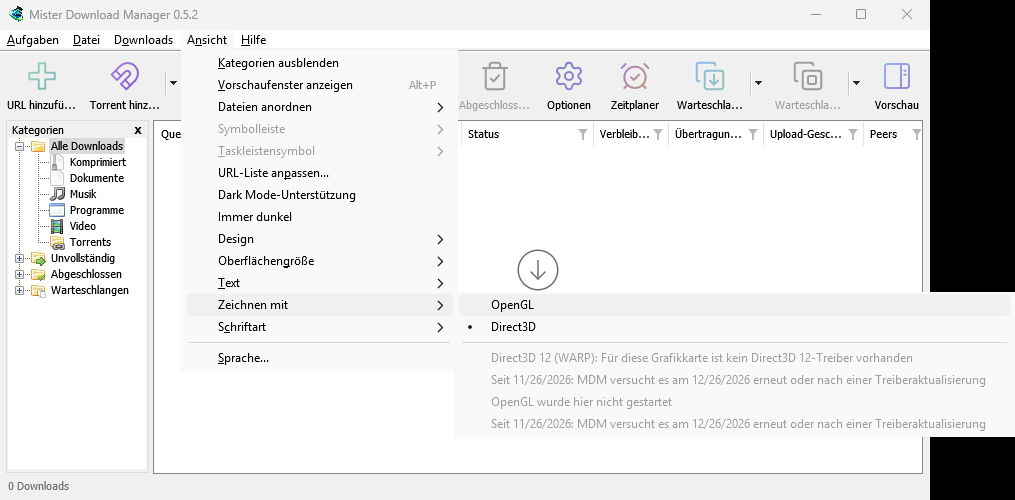 Mister Download Manager 0.5.2
Aufgaben Datei Downloads Ansicht Hilfe
URL hinzufü... Torrent hinz... Abgeschloss... Optionen Zeitplaner Warteschla... Warteschla... Vorschau
Kategorien x
Alle Downloads
Komprimiert
Dokumente
Musik
Programme
Video
Torrents
Unvollständig
Abgeschlossen
Warteschlangen
Que Status Verbleib... Übertragun... Upload-Gesc... Peers
Kategorien ausblenden
Vorschaufenster anzeigen Alt+P
Dateien anordnen
Symbolleiste
Taskleistensymbol
URL-Liste anpassen...
Dark Mode-Unterstützung
Immer dunkel
Design
Oberflächengröße
Text
Zeichnen mit
Schriftart
Sprache...
OpenGL
Direct3D
Direct3D 12 (WARP): Für diese Grafikkarte ist kein Direct3D 12-Treiber vorhanden
Seit 11/26/2026: MDM versucht es am 12/26/2026 erneut oder nach einer Treiberaktualisierung
OpenGL wurde hier nicht gestartet
Seit 11/26/2026: MDM versucht es am 12/26/2026 erneut oder nach einer Treiberaktualisierung
0 Downloads